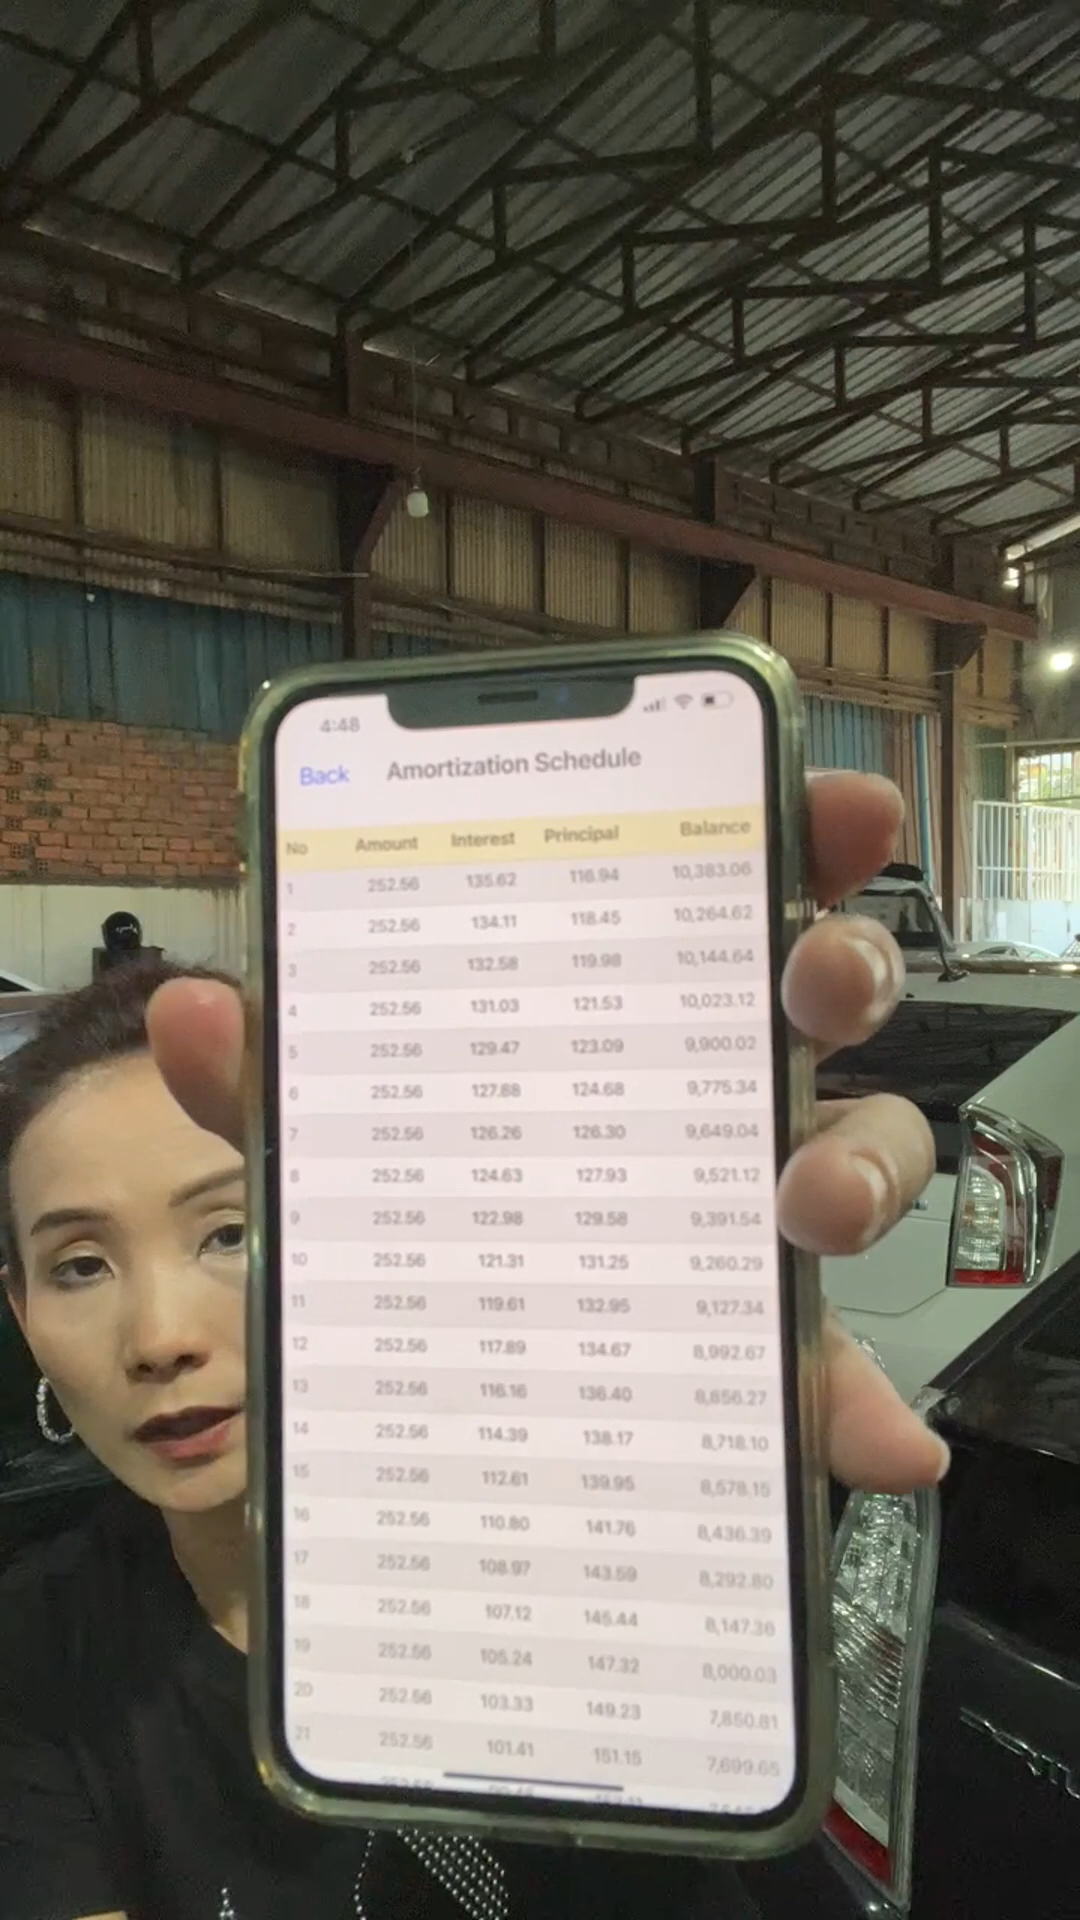 4:48
Back Amortization Schedule
No Amount Interest Principal Balance
1 252.56 135.62 116.94 10,383.06
2 252.56 134.11 118.45 10,264.62
3 252.56 132.58 119.98 10,144.64
4 252.56 131.03 121.53 10,023.12
5 252.56 129.47 123.09 9,900.02
6 252.56 127.88 124.68 9,775.34
7 252.56 126.26 126.30 9,649.04
8 252.56 124.63 127.93 9,521.12
9 252.56 122.98 129.58 9,391.54
10 252.56 121.31 131.25 9,260.29
11 252.56 119.61 132.95 9,127.34
12 252.56 117.89 134.67 8,992.67
13 252.56 116.16 136.40 8,856.27
14 252.56 114.39 138.17 8,718.10
15 252.56 112.61 139.95 8,578.15
16 252.56 110.80 141.76 8,436.39
17 252.56 108.97 143.59 8,292.80
18 252.56 107.12 145.44 8,147.36
19 252.56 105.24 147.32 8,000.03
20 252.56 103.33 149.23 7,850.81
21 252.56 101.41 151.15 7,699.65